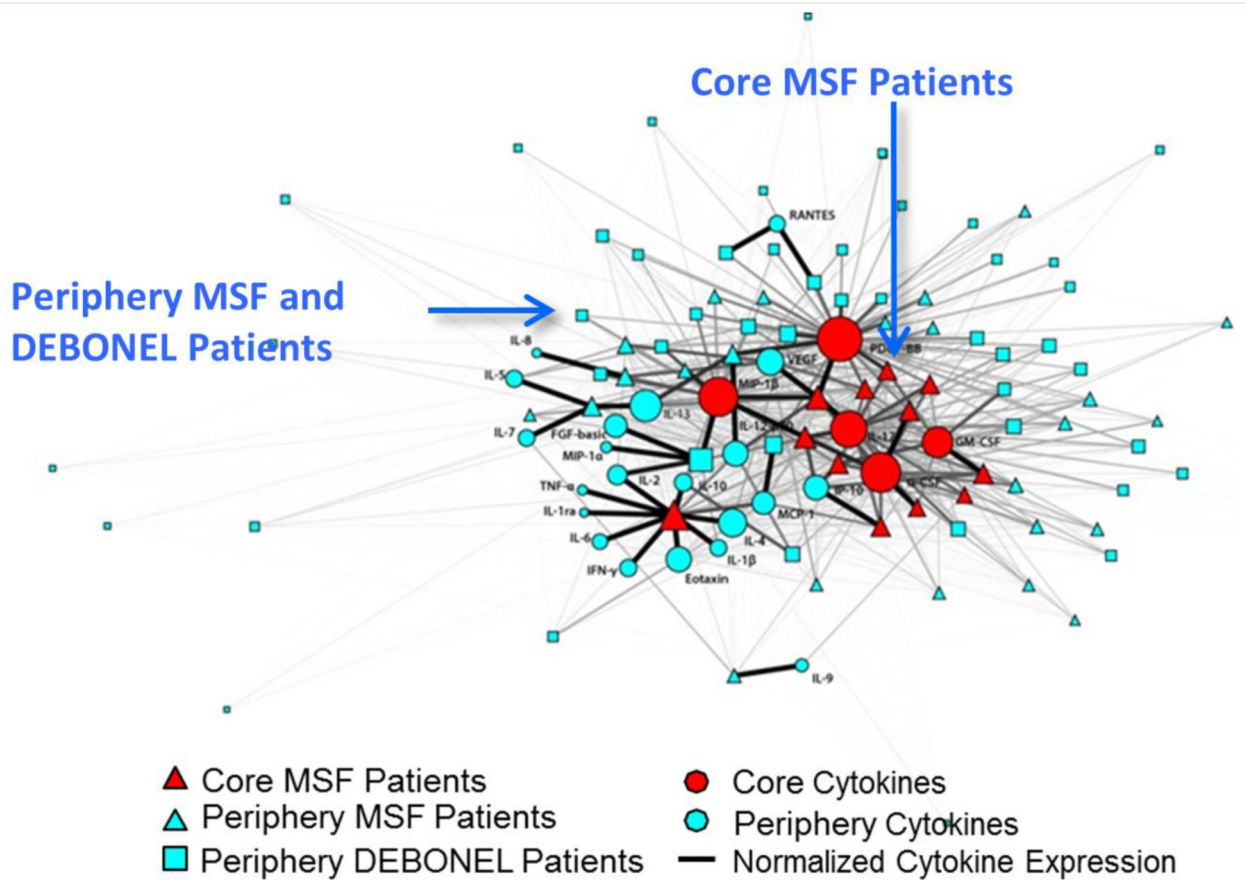 Core MSF Patients
Periphery MSF and
DEBONEL Patients
RANTES
IL-8
VEGF
IL-5
MIP-1β
IL-13
IL-7
FGF-basic
GM-CSF
MIP-1α
IL-2
IL-10
IP-10
TNF-α
IL-1ra
MCP-1
IL-6
IL-4
IL-1β
IFN-γ
Eotaxin
IL-9
Core MSF Patients
Core Cytokines
Periphery MSF Patients
Periphery Cytokines
Periphery DEBONEL Patients
Normalized Cytokine Expression